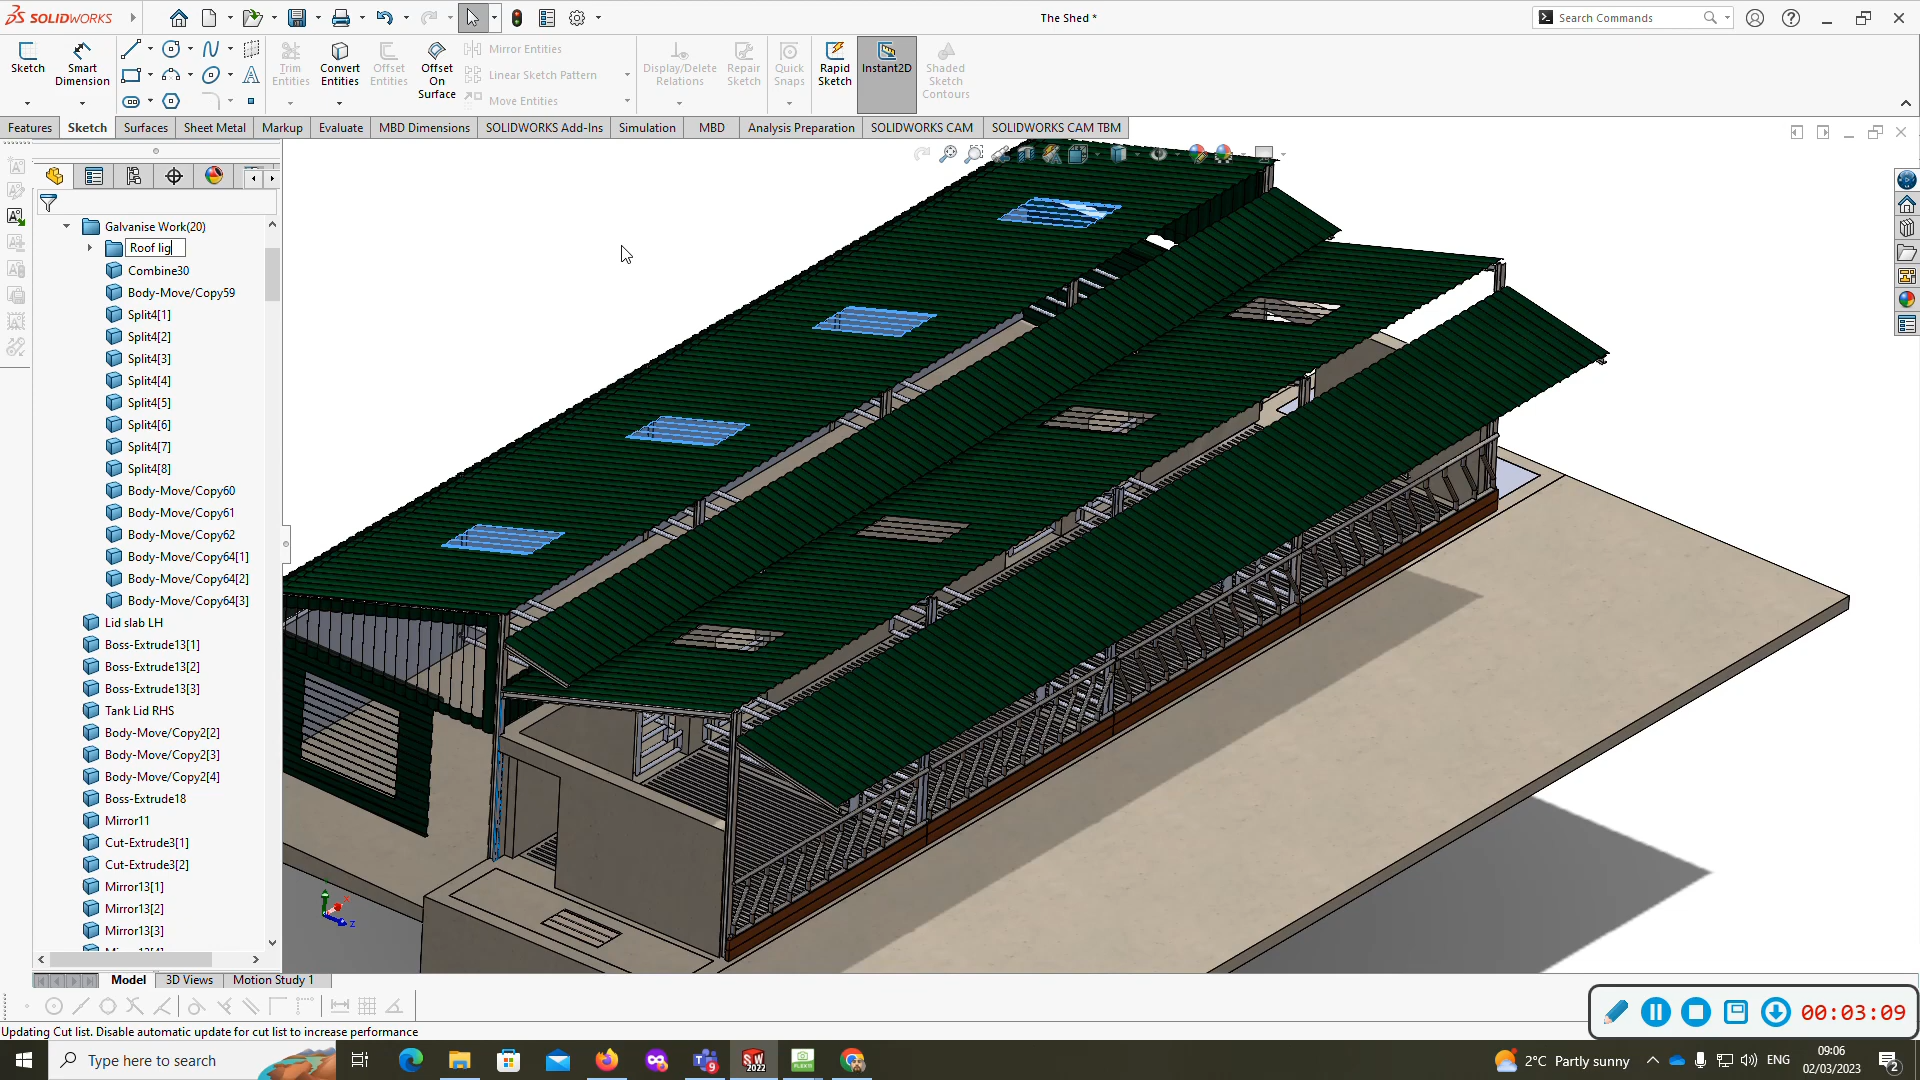 SOLIDWORKS
The Shed *
Search Commands
Sketch
Smart
Dimension
Trim
Entities
Convert
Entities
Offset
Entities
Offset
On
Surface
Mirror Entities
Linear Sketch Pattern
Move Entities
Display/Delete
Relations
Repair
Sketch
Quick
Snaps
Rapid
Sketch
Instant2D
Shaded
Sketch
Contours
Features
Sketch
Surfaces
Sheet Metal
Markup
Evaluate
MBD Dimensions
SOLIDWORKS Add-Ins
Simulation
MBD
Analysis Preparation
SOLIDWORKS CAM
SOLIDWORKS CAM TBM
Galvanise Work(20)
Roof lig
Combine30
Body-Move/Copy59
Split4[1]
Split4[2]
Split4[3]
Split4[4]
Split4[5]
Split4[6]
Split4[7]
Split4[8]
Body-Move/Copy60
Body-Move/Copy61
Body-Move/Copy62
Body-Move/Copy64[1]
Body-Move/Copy64[2]
Body-Move/Copy64[3]
Lid slab LH
Boss-Extrude13[1]
Boss-Extrude13[2]
Boss-Extrude13[3]
Tank Lid RHS
Body-Move/Copy2[2]
Body-Move/Copy2[3]
Body-Move/Copy2[4]
Boss-Extrude18
Mirror11
Cut-Extrude3[1]
Cut-Extrude3[2]
Mirror13[1]
Mirror13[2]
Mirror13[3]
Z
Model
3D Views
Motion Study 1
Updating Cut list. Disable automatic update for cut list to increase performance
00:03:09
Type here to search
2°C Partly sunny
ENG
09:06
02/03/2023